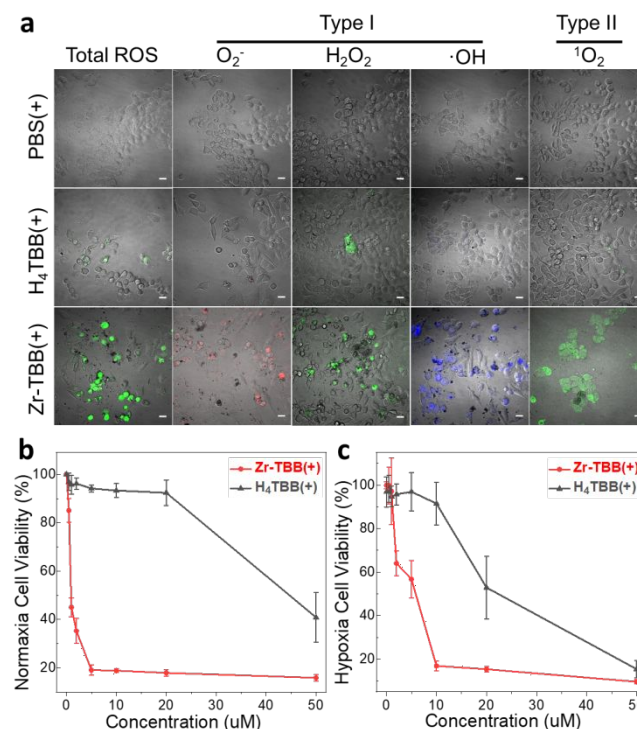 a
Type I
Type II
Total ROS
O₂⁻
H₂O₂
·OH
¹O₂
PBS(+)
H₄TBB(+)
Zr-TBB(+)
b
Normaxia Cell Viability (%)
100
80
60
40
20
0
10
20
30
40
50
Concentration (uM)
Zr-TBB(+)
H₄TBB(+)
c
Hypoxia Cell Viability (%)
100
80
60
40
20
0
10
20
30
40
50
Concentration (uM)
Zr-TBB(+)
H₄TBB(+)